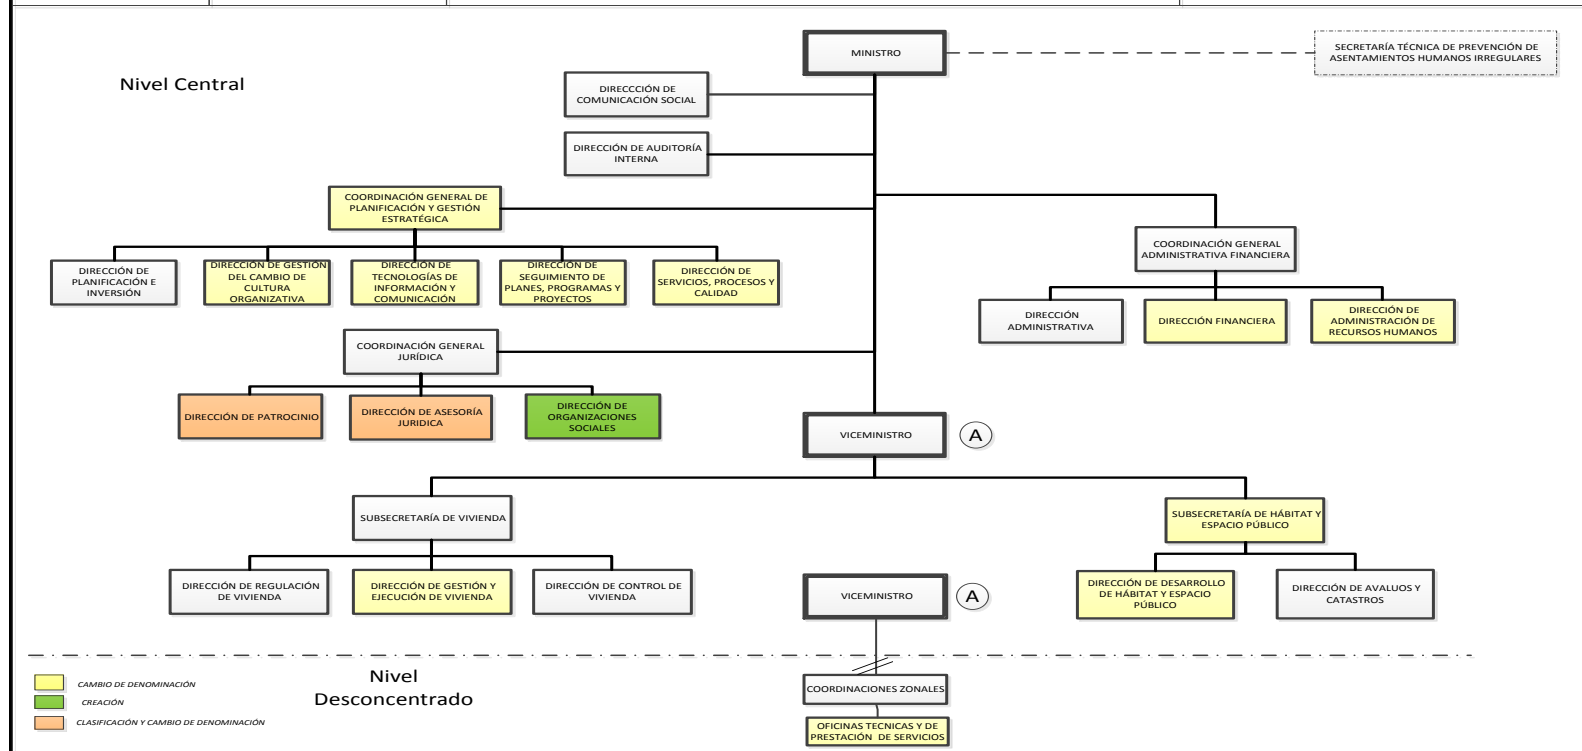 MINISTRO
SECRETARÍA TÉCNICA DE PREVENCIÓN DE
ASENTAMIENTOS HUMANOS IRREGULARES
Nivel Central
DIRECCCIÓN DE
COMUNICACIÓN SOCIAL
DIRECCIÓN DE AUDITORÍA
INTERNA
COORDINACIÓN GENERAL DE
PLANIFICACIÓN Y GESTIÓN
ESTRATÉGICA
COORDINACIÓN GENERAL
ADMINISTRATIVA FINANCIERA
DIRECCIÓN DE
PLANIFICACIÓN E
INVERSIÓN
DIRECCIÓN DE GESTIÓN
DEL CAMBIO DE
CULTURA
ORGANIZATIVA
DIRECCIÓN DE
TECNOLOGÍAS DE
INFORMACIÓN Y
COMUNICACIÓN
DIRECCIÓN DE
SEGUIMIENTO DE
PLANES, PROGRAMAS Y
PROYECTOS
DIRECCIÓN DE
SERVICIOS, PROCESOS Y
CALIDAD
DIRECCIÓN
ADMINISTRATIVA
DIRECCIÓN FINANCIERA
DIRECCIÓN DE
ADMINISTRACIÓN DE
RECURSOS HUMANOS
COORDINACIÓN GENERAL
JURÍDICA
DIRECCIÓN DE PATROCINIO
DIRECCIÓN DE ASESORÍA
JURIDICA
DIRECCIÓN DE
ORGANIZACIONES
SOCIALES
VICEMINISTRO
A
SUBSECRETARÍA DE VIVIENDA
SUBSECRETARÍA DE HÁBITAT Y
ESPACIO PÚBLICO
DIRECCIÓN DE REGULACIÓN
DE VIVIENDA
DIRECCIÓN DE GESTIÓN Y
EJECUCIÓN DE VIVIENDA
DIRECCIÓN DE CONTROL DE
VIVIENDA
VICEMINISTRO
A
DIRECCIÓN DE DESARROLLO
DE HÁBITAT Y ESPACIO
PÚBLICO
DIRECCIÓN DE AVALUOS Y
CATASTROS
Nivel
Desconcentrado
CAMBIO DE DENOMINACIÓN
CREACIÓN
CLASIFICACIÓN Y CAMBIO DE DENOMINACIÓN
COORDINACIONES ZONALES
OFICINAS TECNICAS Y DE
PRESTACIÓN DE SERVICIOS